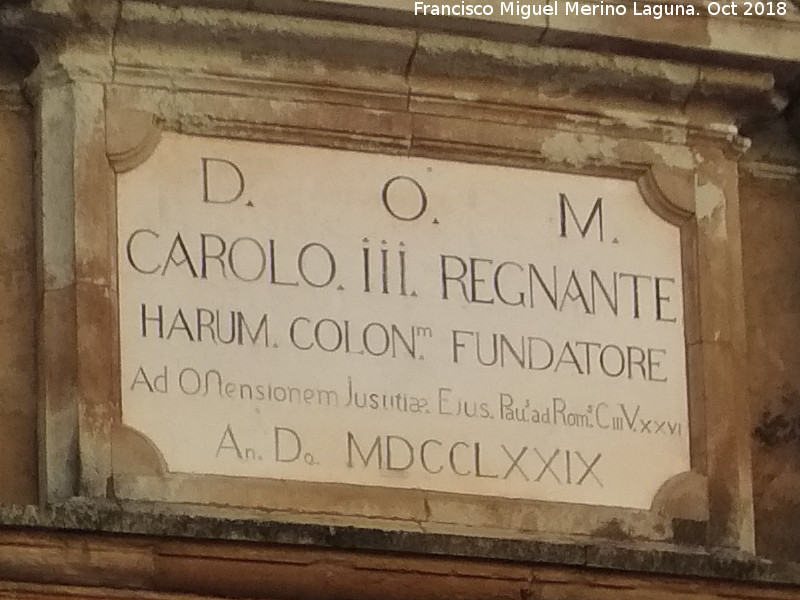 Francisco Miguel Merino Laguna. Oct 2018
D. O. M.
CAROLO. III. REGNANTE
HARUM. COLON.m FUNDATORE
Ad Ostensionem Justitiæ. Ejus. Pau.s ad Rom.s C III V. XXVI
An. Do. MDCCLXXIX